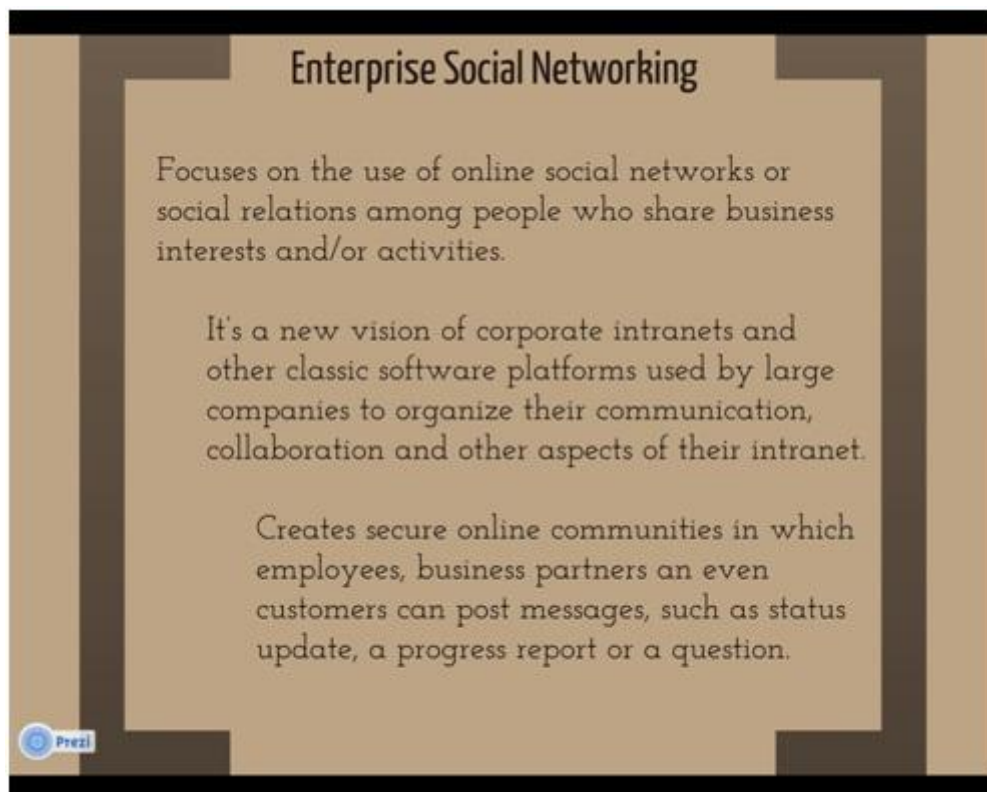 Enterprise Social Networking
Focuses on the use of online social networks or
social relations among people who share business
interests and/or activities.
It's a new vision of corporate intranets and
other classic software platforms used by large
companies to organize their communication,
collaboration and other aspects of their intranet.
Creates secure online communities in which
employees, business partners an even
customers can post messages, such as status
update, a progress report or a question.
Prezi